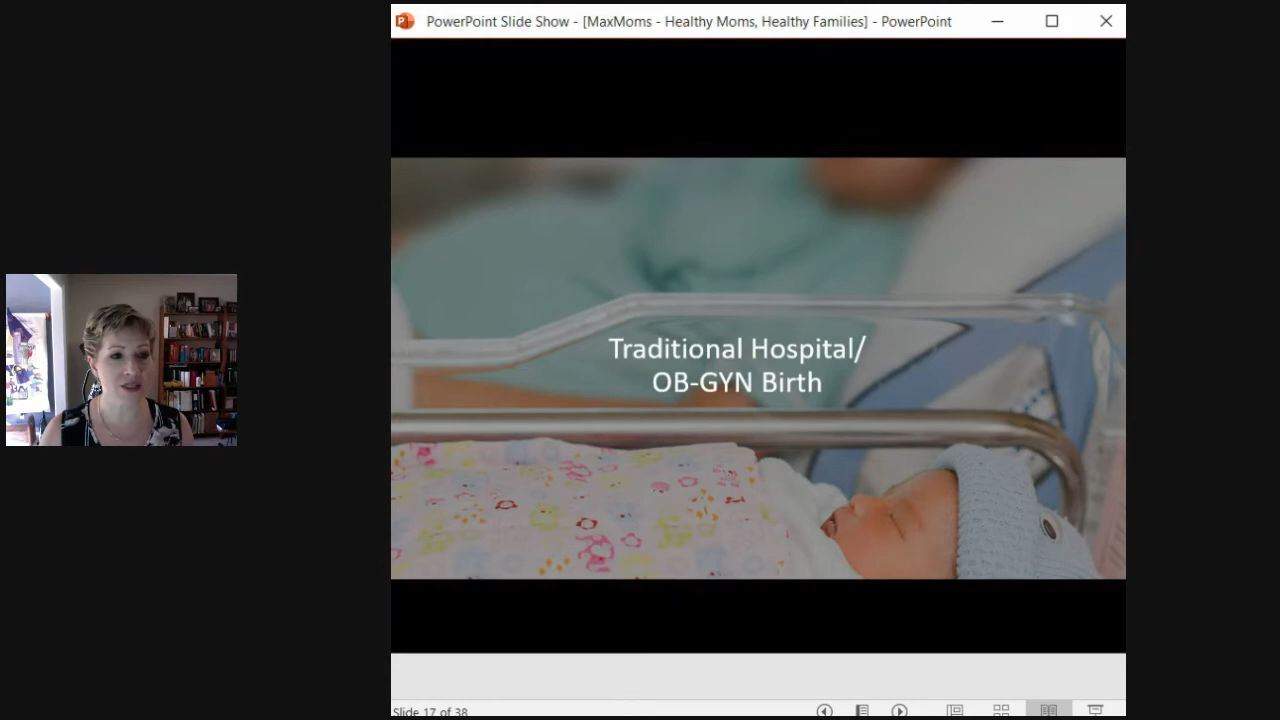 PowerPoint Slide Show - [MaxMoms - Healthy Moms, Healthy Families] - PowerPoint
Traditional Hospital/
OB-GYN Birth
Slide 17 of 38